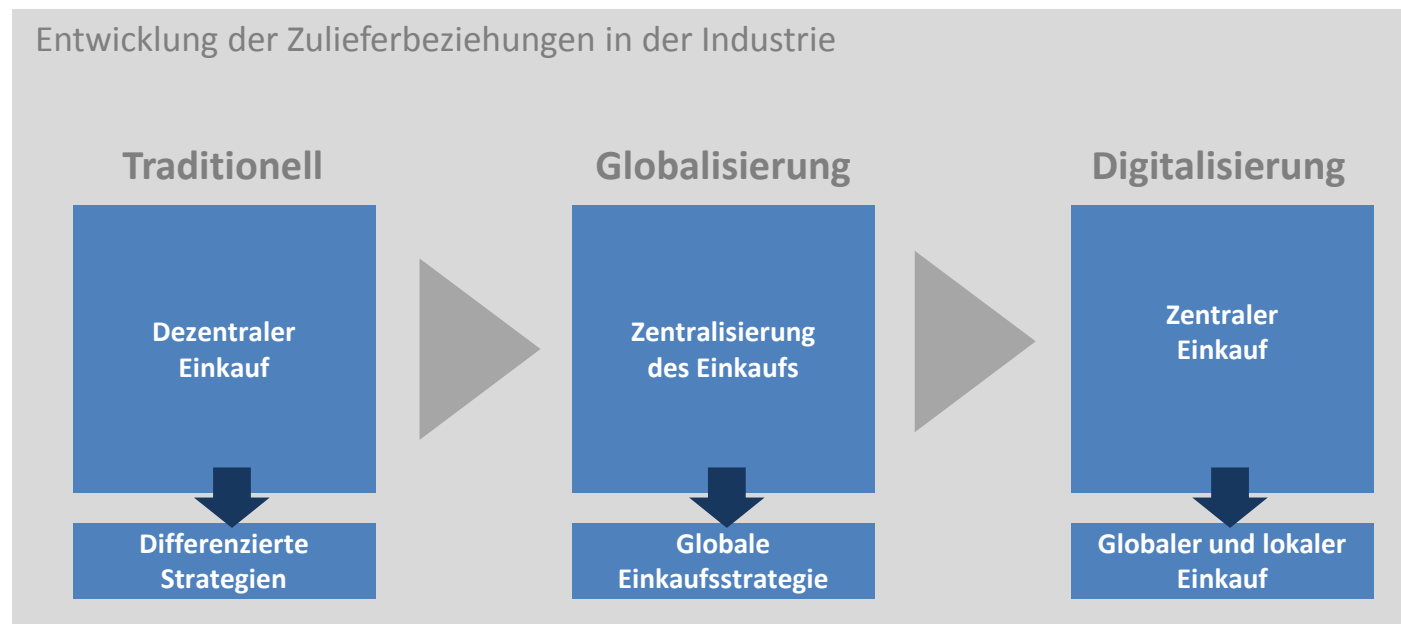 Entwicklung der Zulieferbeziehungen in der Industrie
Traditionell
Globalisierung
Digitalisierung
Dezentraler
Einkauf
Zentralisierung
des Einkaufs
Zentraler
Einkauf
Differenzierte
Strategien
Globale
Einkaufsstrategie
Globaler und lokaler
Einkauf